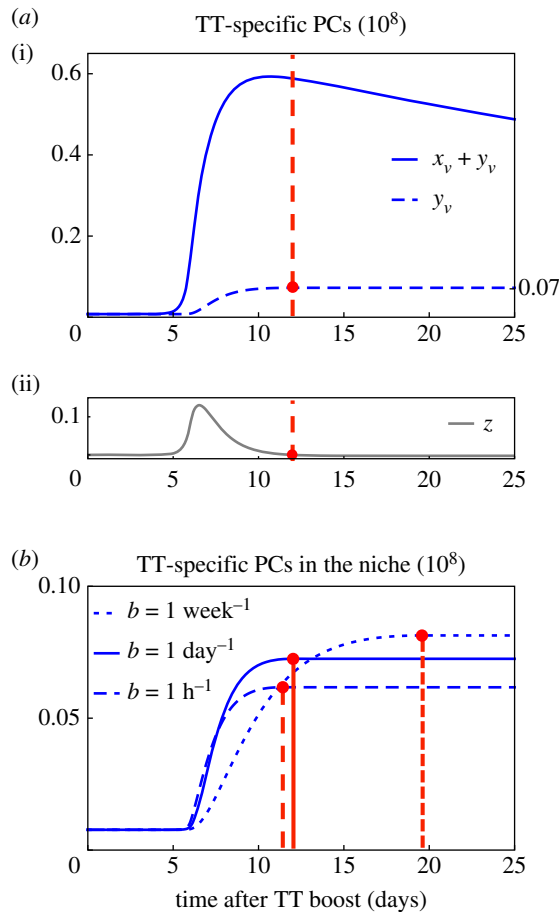 (a)
TT-specific PCs (10⁸)
(i)
0.6
0.4
0.2
xᵥ + yᵥ
yᵥ
0.07
0 5 10 15 20 25
(ii)
0.1
z
0 5 10 15 20 25
(b)
TT-specific PCs in the niche (10⁸)
0.10
b = 1 week⁻¹
b = 1 day⁻¹
b = 1 h⁻¹
0.05
0 5 10 15 20 25
time after TT boost (days)